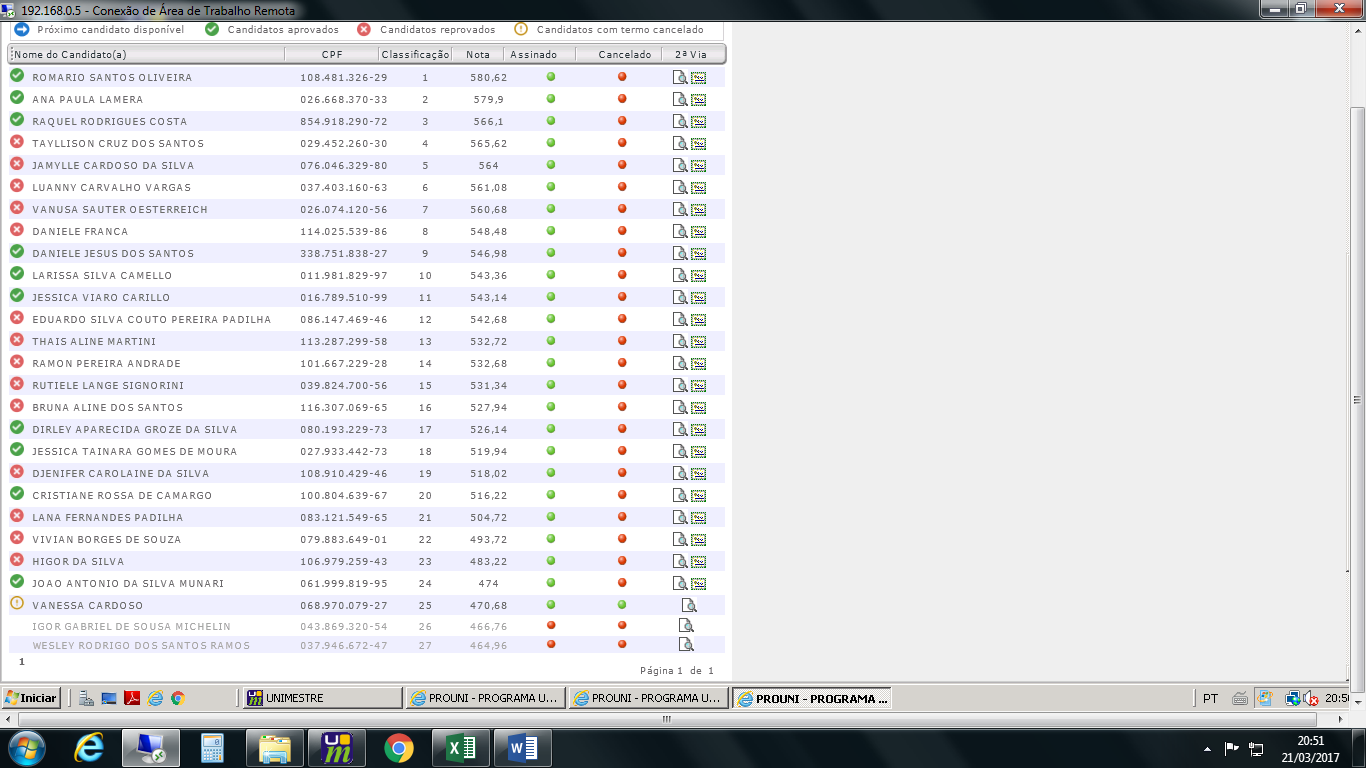 192.168.0.5 - Conexão de Área de Trabalho Remota
Próximo candidato disponível Candidatos aprovados Candidatos reprovados Candidatos com termo cancelado
Nome do Candidato(a) CPF Classificação Nota Assinado Cancelado 2ª Via
ROMARIO SANTOS OLIVEIRA 108.481.326-29 1 580,62
ANA PAULA LAMERA 026.668.370-33 2 579,9
RAQUEL RODRIGUES COSTA 854.918.290-72 3 566,1
TAYLLISON CRUZ DOS SANTOS 029.452.260-30 4 565,62
JAMYLLE CARDOSO DA SILVA 076.046.329-80 5 564
LUANNY CARVALHO VARGAS 037.403.160-63 6 561,08
VANUSA SAUTER OESTERREICH 026.074.120-56 7 560,68
DANIELE FRANCA 114.025.539-86 8 548,48
DANIELE JESUS DOS SANTOS 338.751.838-27 9 546,98
LARISSA SILVA CAMELLO 011.981.829-97 10 543,36
JESSICA VIARO CARILLO 016.789.510-99 11 543,14
EDUARDO SILVA COUTO PEREIRA PADILHA 086.147.469-46 12 542,68
THAIS ALINE MARTINI 113.287.299-58 13 532,72
RAMON PEREIRA ANDRADE 101.667.229-28 14 532,68
RUTIELE LANGE SIGNORINI 039.824.700-56 15 531,34
BRUNA ALINE DOS SANTOS 116.307.069-65 16 527,94
DIRLEY APARECIDA GROZE DA SILVA 080.193.229-73 17 526,14
JESSICA TAINARA GOMES DE MOURA 027.933.442-73 18 519,94
DJENIFER CAROLAINE DA SILVA 108.910.429-46 19 518,02
CRISTIANE ROSSA DE CAMARGO 100.804.639-67 20 516,22
LANA FERNANDES PADILHA 083.121.549-65 21 504,72
VIVIAN BORGES DE SOUZA 079.883.649-01 22 493,72
HIGOR DA SILVA 106.979.259-43 23 483,22
JOAO ANTONIO DA SILVA MUNARI 061.999.819-95 24 474
VANESSA CARDOSO 068.970.079-27 25 470,68
IGOR GABRIEL DE SOUSA MICHELIN 043.869.320-54 26 466,76
WESLEY RODRIGO DOS SANTOS RAMOS 037.946.672-47 27 464,96
1
Página 1 de 1
Iniciar UNIMESTRE PROUNI - PROGRAMA U... PROUNI - PROGRAMA U... PROUNI - PROGRAMA ... PT
20:51
21/03/2017